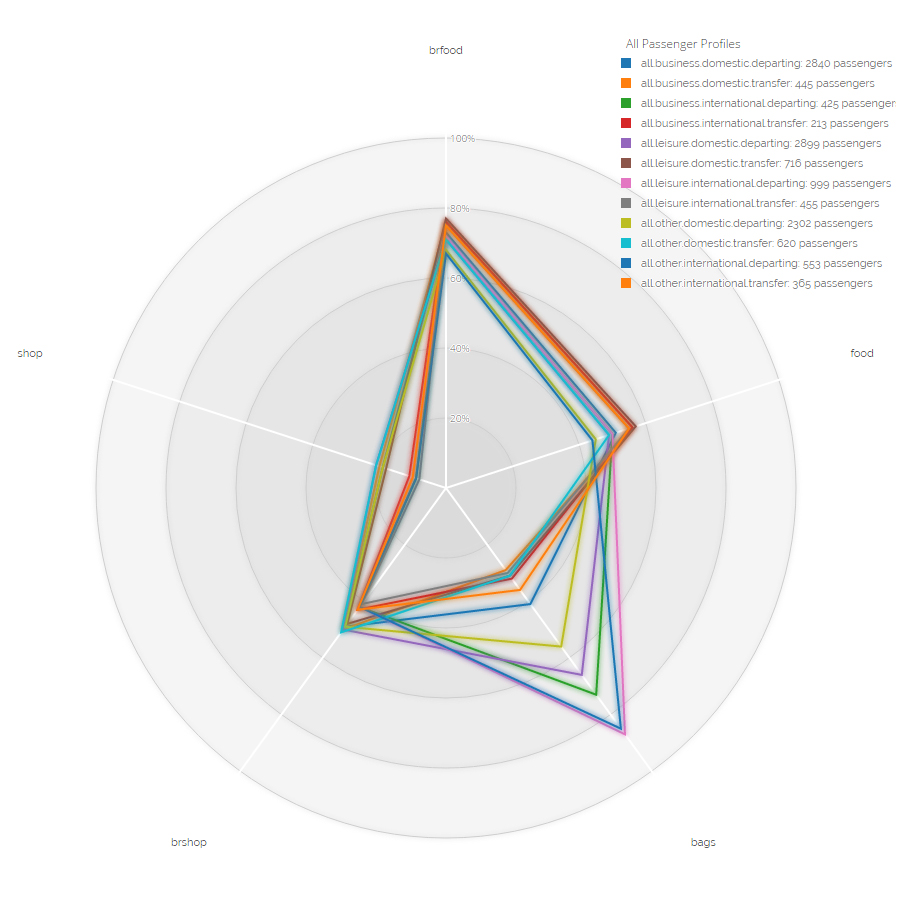 All Passenger Profiles
brfood
all.business.domestic.departing: 2840 passengers
all.business.domestic.transfer: 445 passengers
all.business.international.departing: 425 passenger
all.business.international.transfer: 213 passengers
100%
all.leisure.domestic.departing: 2899 passengers
all.leisure.domestic.transfer: 716 passengers
all.leisure.international.departing: 999 passengers
all.leisure.international.transfer: 455 passengers
80%
all.other.domestic.departing: 2302 passengers
all.other.domestic.transfer: 620 passengers
all.other.international.departing: 553 passengers
60%
all.other.international.transfer: 365 passengers
40%
shop
food
20%
brshop
bags